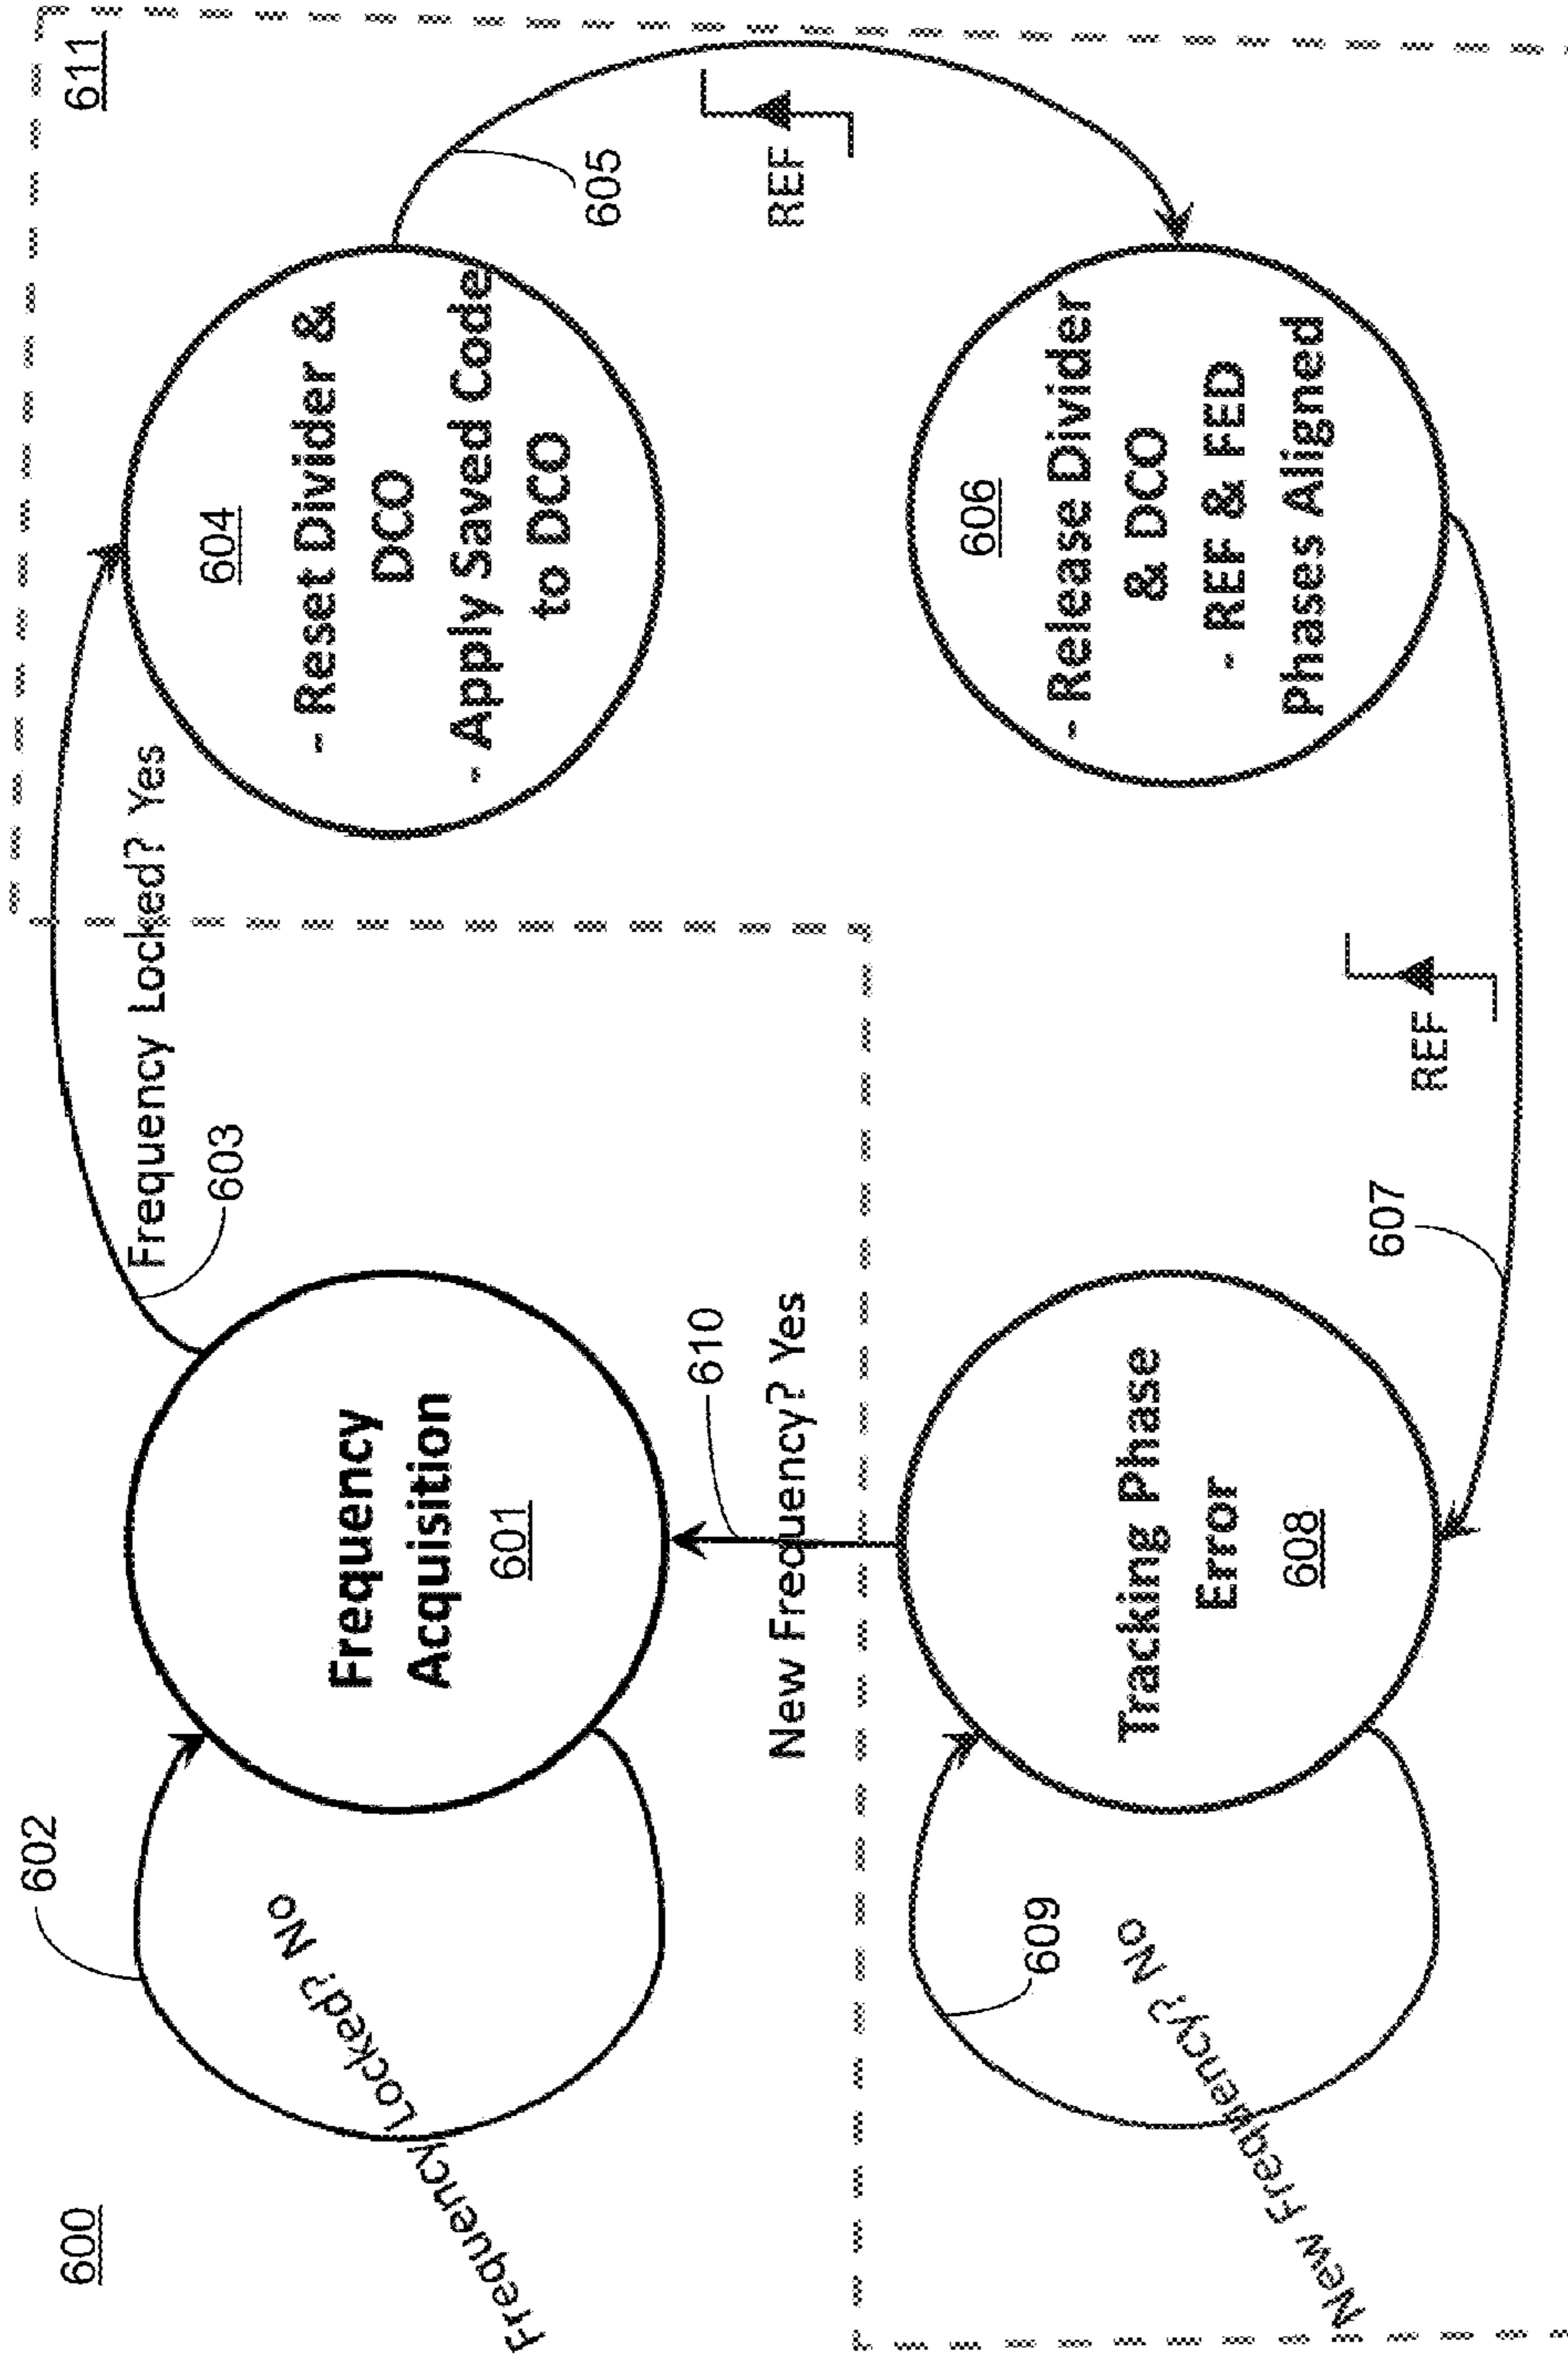 600
602
Frequency Locked? No
Frequency
Acquisition
601
603
Frequency Locked? Yes
611
604
- Reset Divider &
DCO
- Apply Saved Code
to DCO
605
REF
610
New Frequency? Yes
609
New Frequency? No
Tracking Phase
Error
608
607
REF
606
- Release Divider
& DCO
- REF & FED
Phases Aligned